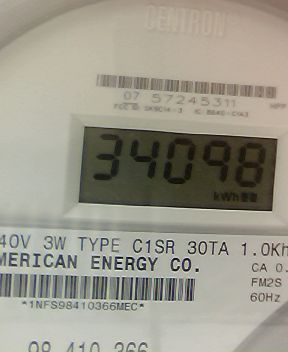 CENTRON®
07 57245311
34098
kWh
40V 3W TYPE C1SR 30TA 1.0Kh
MERICAN ENERGY CO.
CA 0.
FM2S
*1NFS98410366MEC*
60Hz
98 410 366